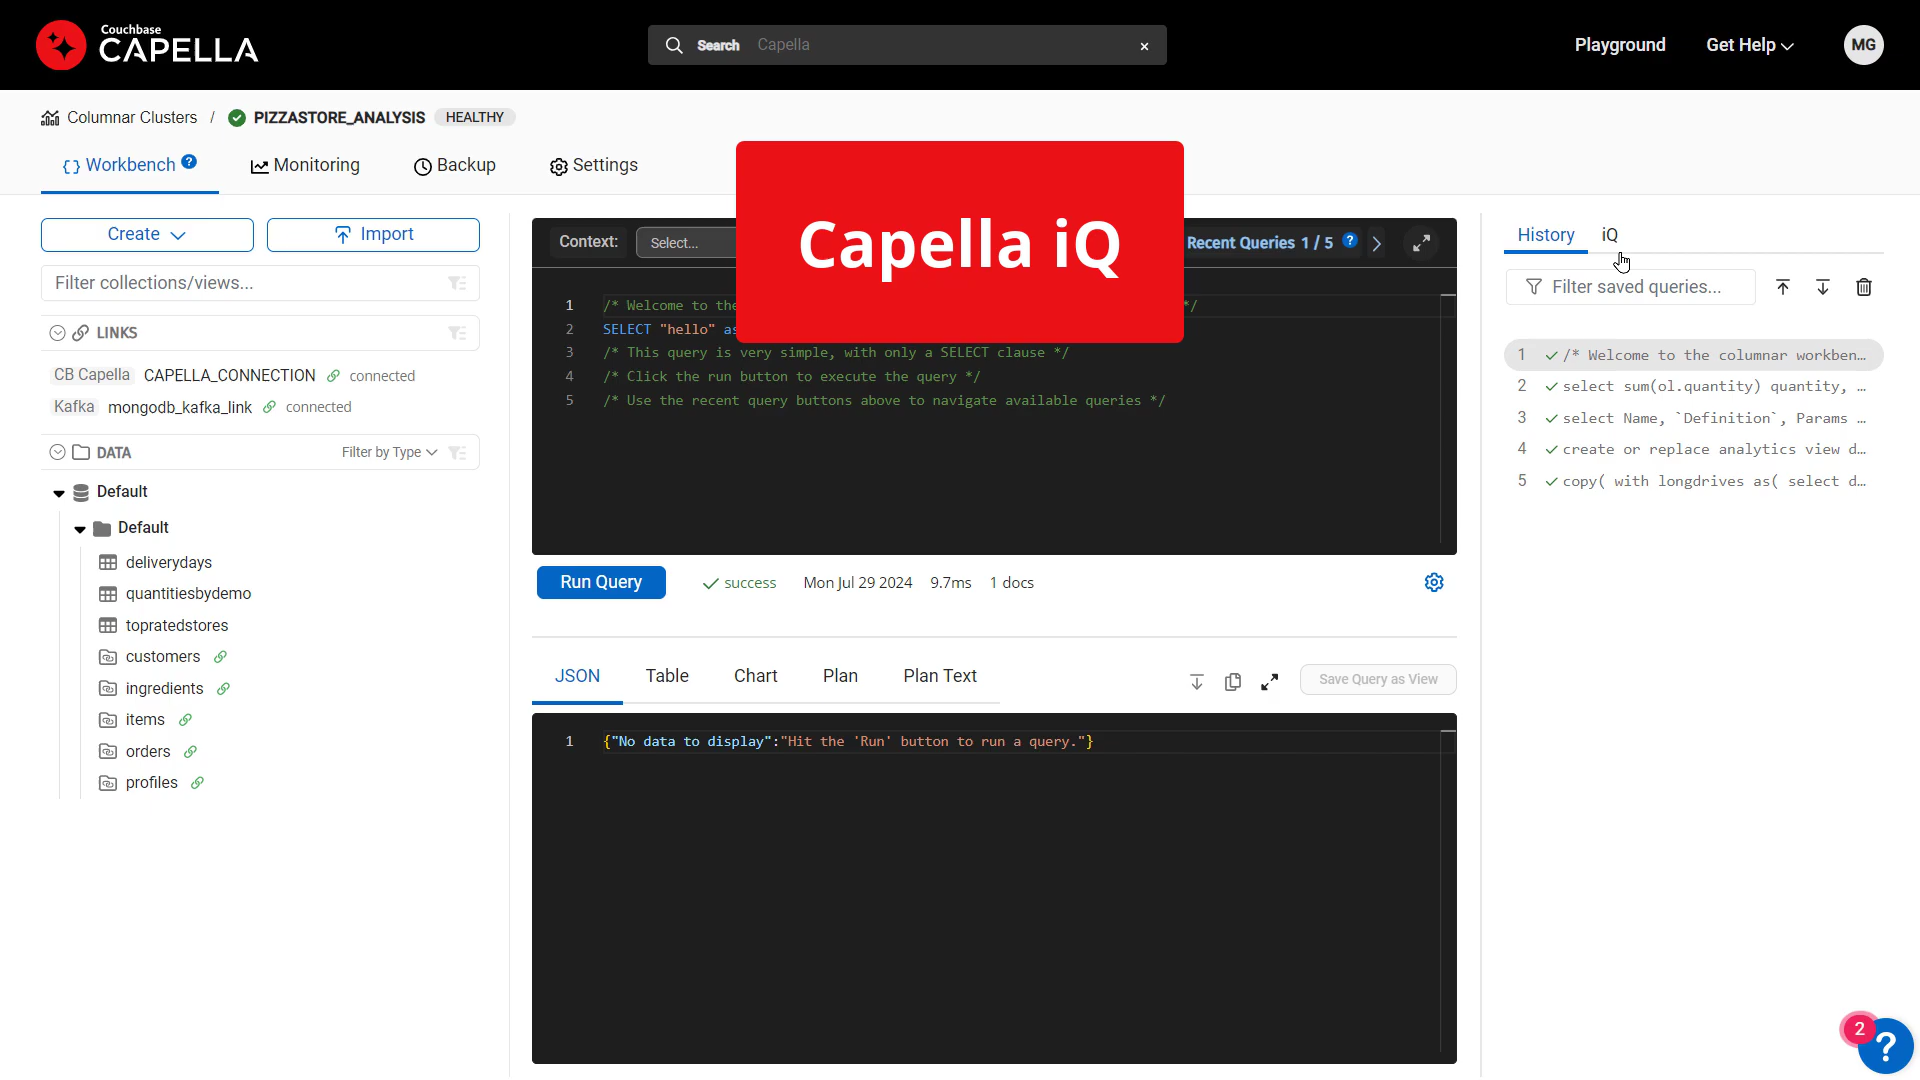 Couchbase
CAPELLA
Search Capella ×
Playground
Get Help
MG
Columnar Clusters / PIZZASTORE_ANALYSIS HEALTHY
{} Workbench ?
Monitoring
Backup
Settings
Capella iQ
Create
Import
Filter collections/views...
LINKS
CB Capella CAPELLA_CONNECTION connected
Kafka mongodb_kafka_link connected
DATA Filter by Type
Default
Default
deliverydays
quantitiesbydemo
topratedstores
customers
ingredients
items
orders
profiles
Context: Select...
Recent Queries 1 / 5 ?
1 /* Welcome to the */
2 SELECT "hello" as
3 /* This query is very simple, with only a SELECT clause */
4 /* Click the run button to execute the query */
5 /* Use the recent query buttons above to navigate available queries */
Run Query
success Mon Jul 29 2024 9.7ms 1 docs
JSON Table Chart Plan Plan Text
Save Query as View
1 {"No data to display":"Hit the 'Run' button to run a query."}
History iQ
Filter saved queries...
1 /* Welcome to the columnar workben…
2 select sum(ol.quantity) quantity, …
3 select Name, `Definition`, Params …
4 create or replace analytics view d…
5 copy( with longdrives as( select d…
2
?